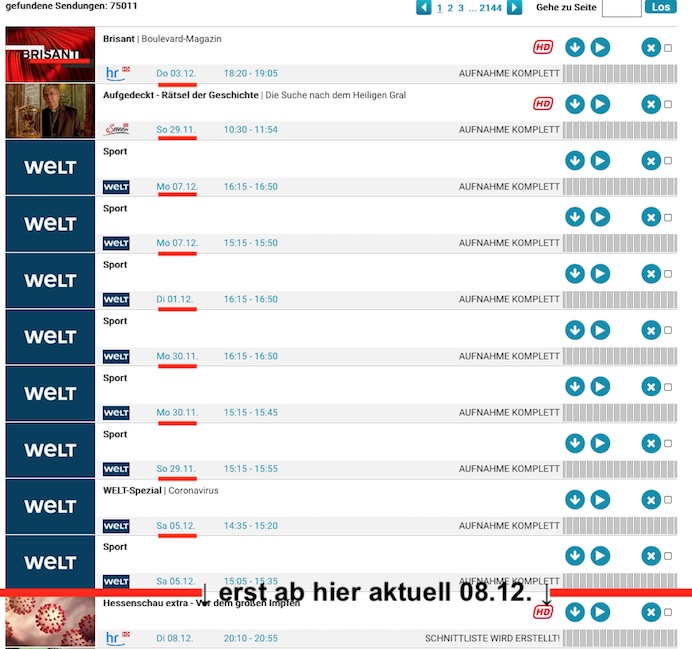 gefundene Sendungen: 75011
1 2 3 ... 2144 Gehe zu Seite Los
BRISANT
Brisant | Boulevard-Magazin
HD
hr HD Do 03.12. 18:20 - 19:05 AUFNAHME KOMPLETT
Aufgedeckt - Rätsel der Geschichte | Die Suche nach dem Heiligen Gral
HD
So 29.11. 10:30 - 11:54 AUFNAHME KOMPLETT
welt
Sport
welt Mo 07.12. 16:15 - 16:50 AUFNAHME KOMPLETT
welt
Sport
welt Mo 07.12. 15:15 - 15:50 AUFNAHME KOMPLETT
welt
Sport
welt Di 01.12. 16:15 - 16:50 AUFNAHME KOMPLETT
welt
Sport
welt Mo 30.11. 16:15 - 16:50 AUFNAHME KOMPLETT
welt
Sport
welt Mo 30.11. 15:15 - 15:45 AUFNAHME KOMPLETT
welt
Sport
welt So 29.11. 15:15 - 15:55 AUFNAHME KOMPLETT
welt
WELT-Spezial | Coronavirus
welt Sa 05.12. 14:35 - 15:20 AUFNAHME KOMPLETT
welt
Sport
welt Sa 05.12. 15:05 - 15:35 AUFNAHME KOMPLETT
↓ erst ab hier aktuell 08.12. ↓
Hessenschau extra - Vor dem großen Impfen
HD
hr HD Di 08.12. 20:10 - 20:55 SCHNITTLISTE WIRD ERSTELLT!